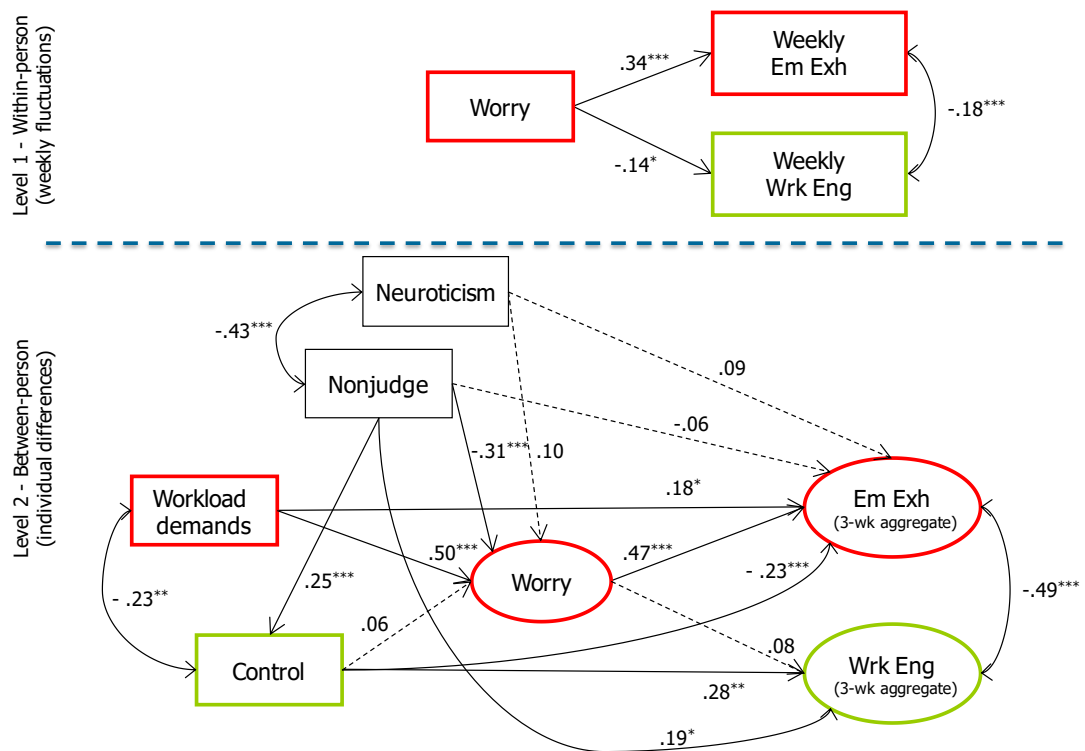 Level 1 - Within-person
(weekly fluctuations)
Weekly
Em Exh
.34***
Worry
-.18***
-.14*
Weekly
Wrk Eng
Level 2 - Between-person
(individual differences)
Neuroticism
-.43***
Nonjudge
.09
-.06
-.31***
.10
Workload
demands
.18*
Em Exh
(3-wk aggregate)
.50***
.47***
Worry
- .23***
.25***
- .23**
-.49***
.06
.08
Control
Wrk Eng
(3-wk aggregate)
.28**
.19*